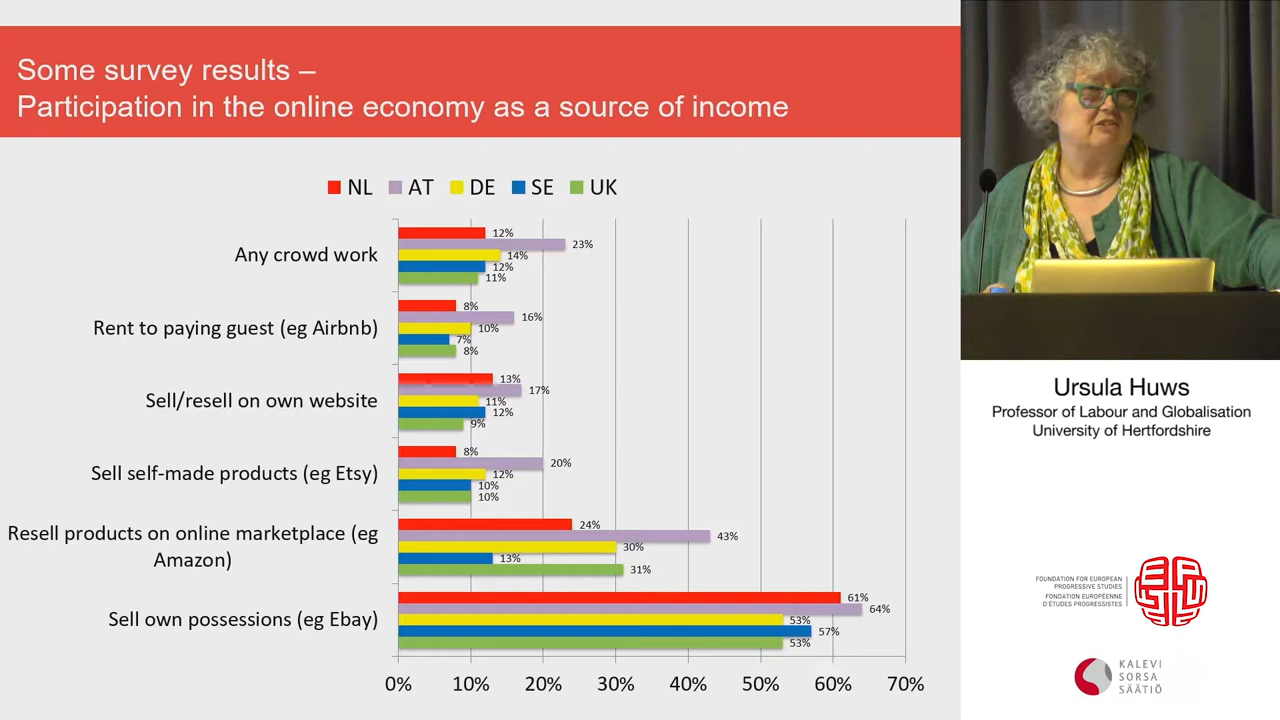 Some survey results –
Participation in the online economy as a source of income
NL AT DE SE UK
Any crowd work
12%
23%
14%
12%
11%
Rent to paying guest (eg Airbnb)
8%
16%
10%
7%
8%
Sell/resell on own website
13%
17%
11%
12%
9%
Sell self-made products (eg Etsy)
8%
20%
12%
10%
10%
Resell products on online marketplace (eg
Amazon)
24%
43%
30%
13%
31%
Sell own possessions (eg Ebay)
61%
64%
53%
57%
53%
0% 10% 20% 30% 40% 50% 60% 70%
Ursula Huws
Professor of Labour and Globalisation
University of Hertfordshire
FOUNDATION FOR EUROPEAN
PROGRESSIVE STUDIES
FONDATION EUROPÉENNE
D'ÉTUDES PROGRESSISTES
KALEVI
SORSA
SÄÄTIÖ